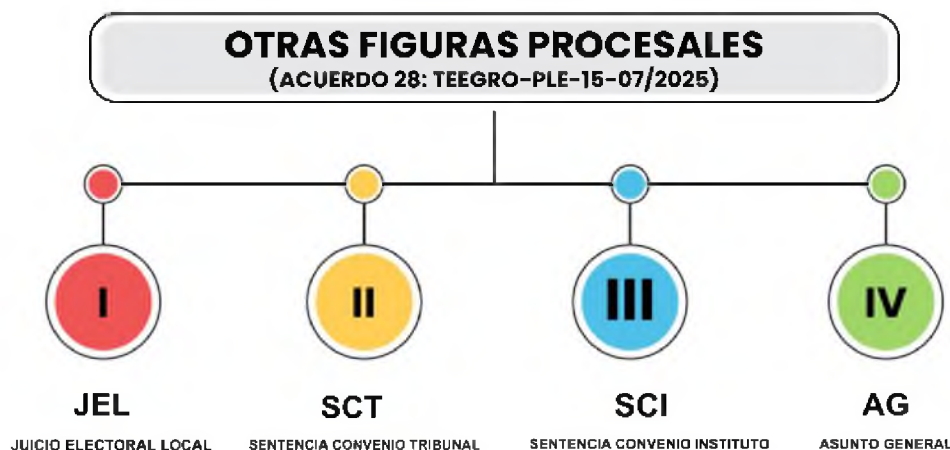 OTRAS FIGURAS PROCESALES
(ACUERDO 28: TEEGRO-PLE-15-07/2025)
I
II
III
IV
JEL
SCT
SCI
AG
JUICIO ELECTORAL LOCAL
SENTENCIA CONVENIO TRIBUNAL
SENTENCIA CONVENIO INSTITUTO
ASUNTO GENERAL